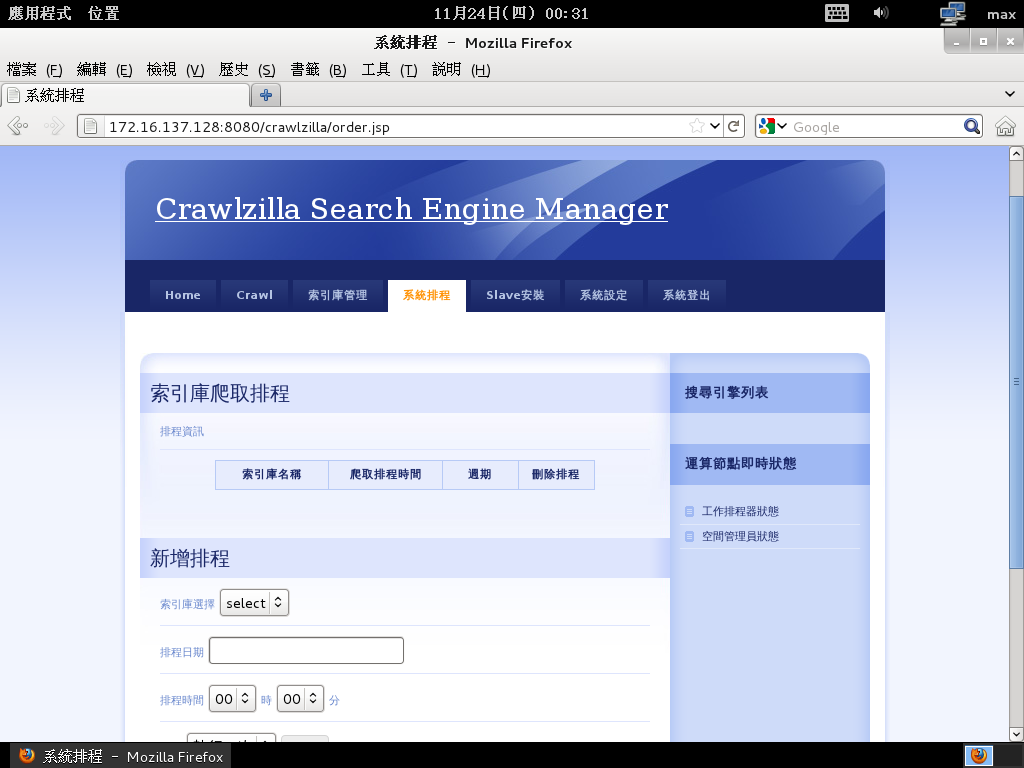 應用程式 位置 11月24日(四) 00:31 max
系統排程 - Mozilla Firefox
檔案 (F) 編輯 (E) 檢視 (V) 歷史 (S) 書籤 (B) 工具 (T) 說明 (H)
系統排程
172.16.137.128:8080/crawlzilla/order.jsp Google
Crawlzilla Search Engine Manager
Home Crawl 索引庫管理 系統排程 Slave安裝 系統設定 系統登出
索引庫爬取排程
排程資訊
索引庫名稱 爬取排程時間 週期 刪除排程
新增排程
索引庫選擇 select
排程日期
排程時間 00 時 00 分
搜尋引擎列表
運算節點即時狀態
工作排程器狀態
空間管理員狀態
系統排程 - Mozilla Firefox